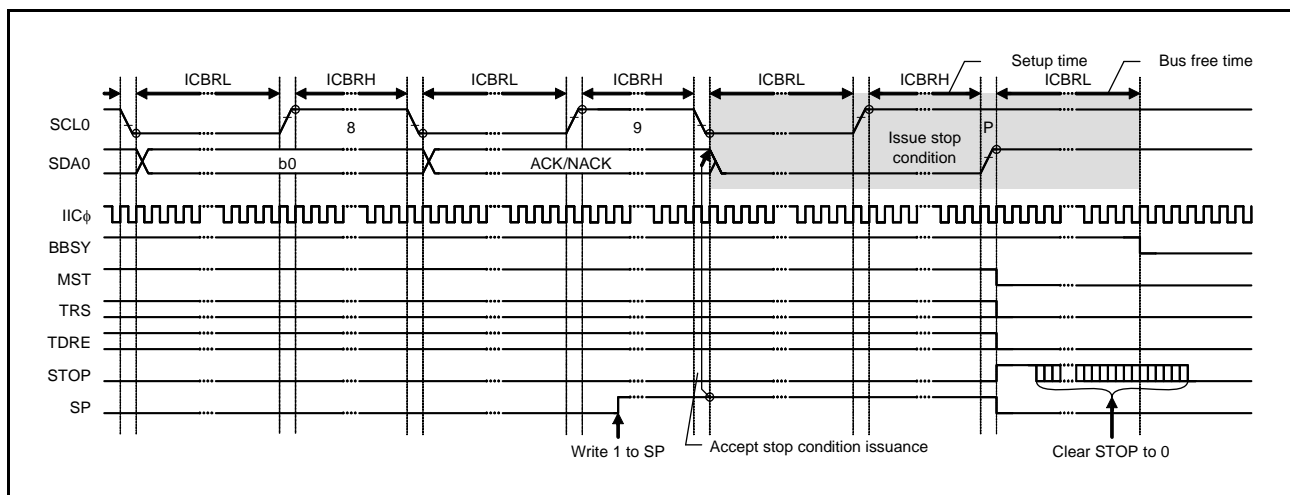 Setup time
Bus free time
ICBRL
ICBRH
ICBRL
ICBRH
ICBRL
ICBRH
ICBRL
SCL0
8
9
Issue stop
condition
P
SDA0
b0
ACK/NACK
IICϕ
BBSY
MST
TRS
TDRE
STOP
SP
Write 1 to SP
Accept stop condition issuance
Clear STOP to 0